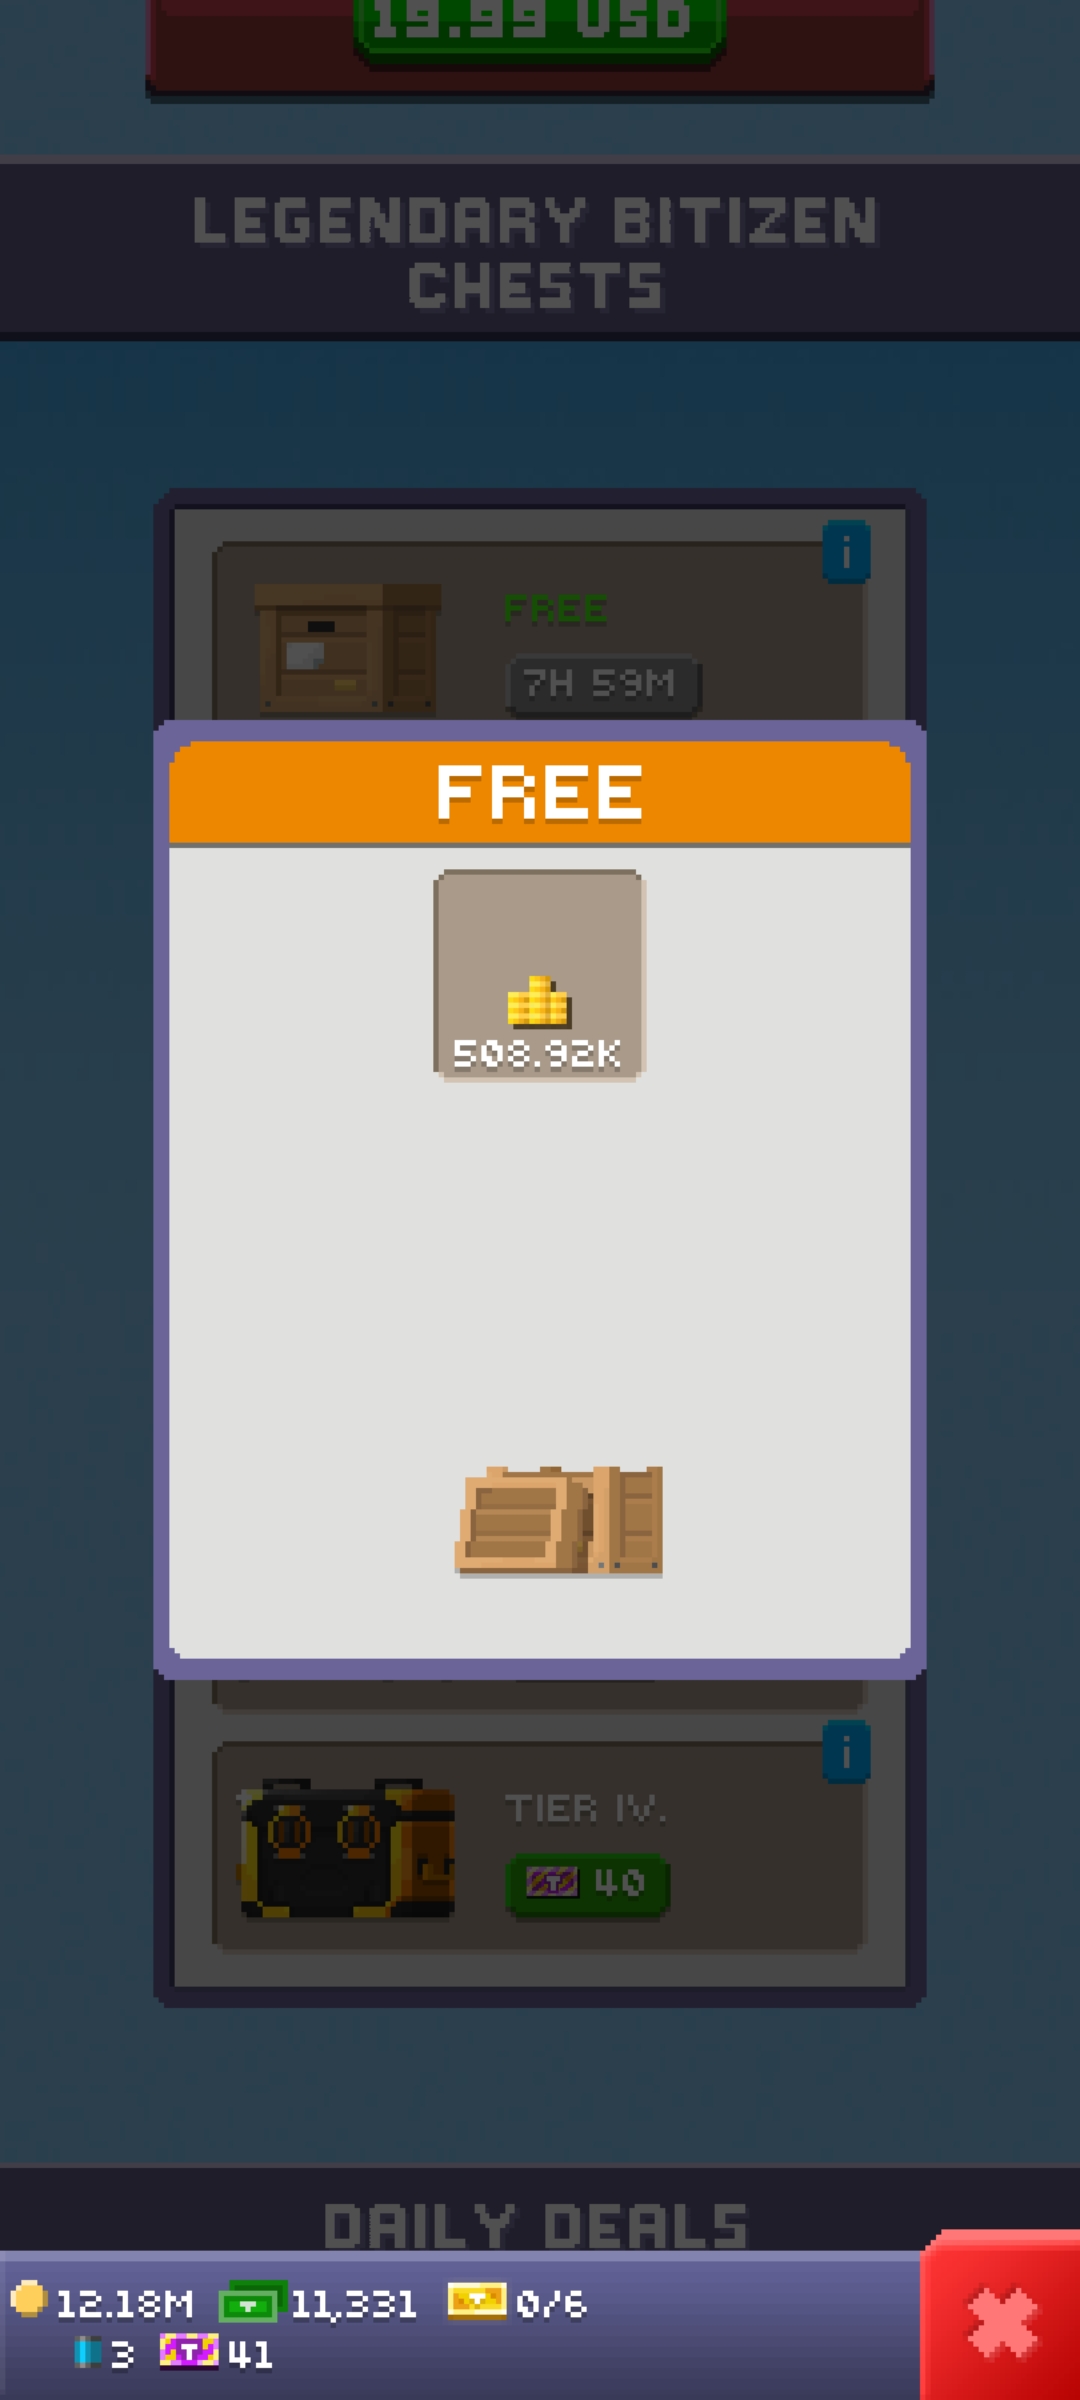 19.99 USD
LEGENDARY BITIZEN
CHESTS
i
FREE
7H 59M
FREE
508.92K
i
TIER IV.
T 40
DAILY DEALS
12.18M 11,331 0/6
3 T 41